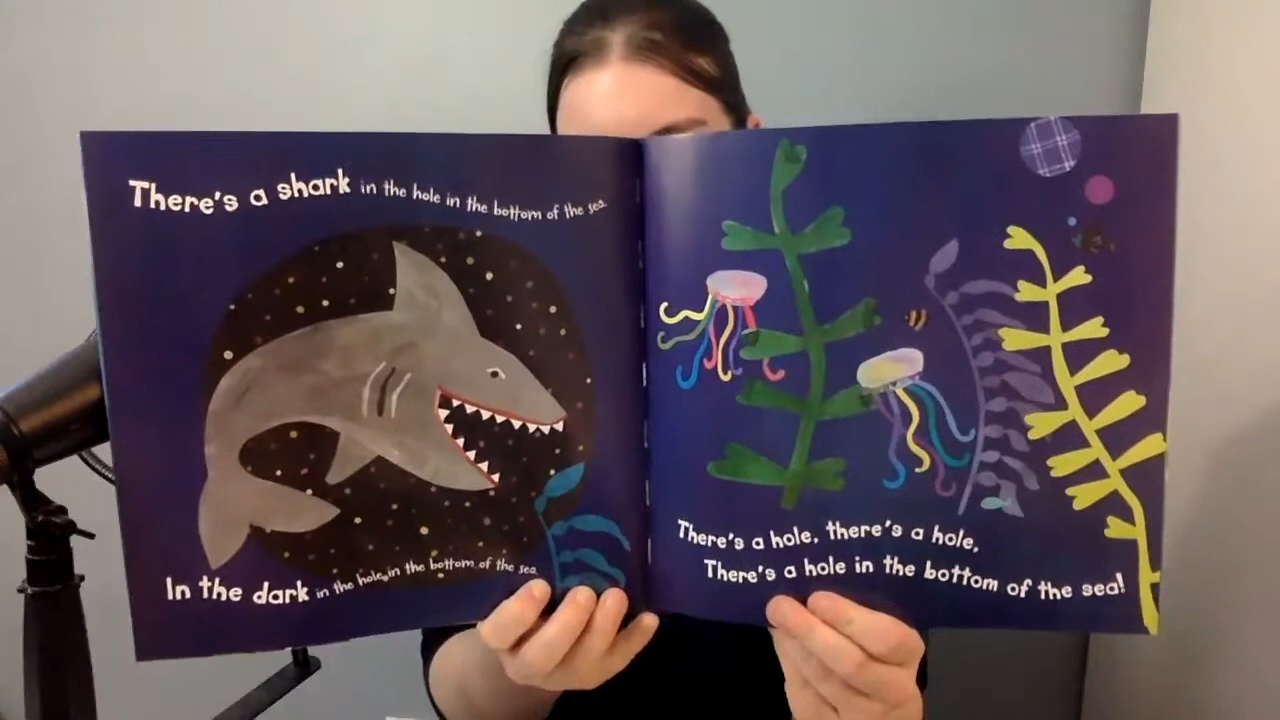 There's a shark in the hole in the bottom of the sea.
In the dark in the hole in the bottom of the sea.
There's a hole, there's a hole,
There's a hole in the bottom of the sea!